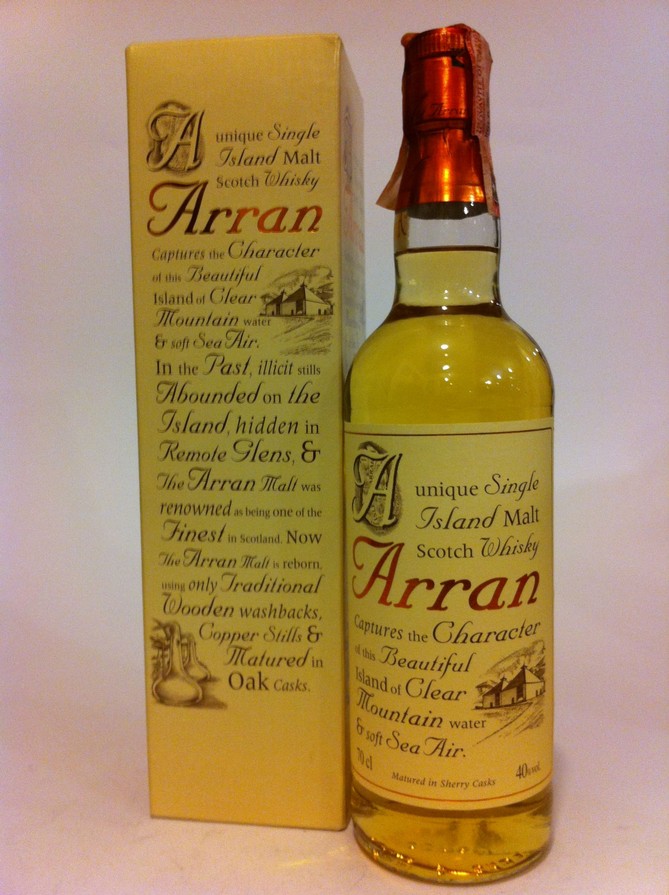 A unique Single
Island Malt
Scotch Whisky
Arran
Captures the Character
of this Beautiful
Island of Clear
Mountain water
& soft Sea Air.
In the Past, illicit stills
Abounded on the
Island, hidden in
Remote Glens, &
The Arran Malt was
renowned as being one of the
Finest in Scotland. Now
The Arran Malt is reborn,
using only Traditional
Wooden washbacks,
Copper Stills &
Matured in
Oak Casks.
Arran
A unique Single
Island Malt
Scotch Whisky
Arran
Captures the Character
of this Beautiful
Island of Clear
Mountain water
& soft Sea Air.
70 cl
Matured in Sherry Casks
40%vol.